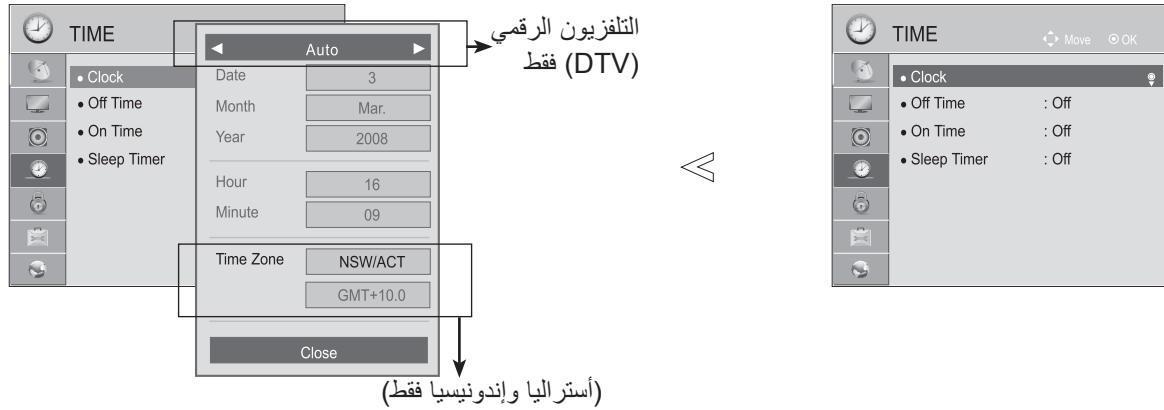 TIME
Move OK
• Clock
• Off Time : Off
• On Time : Off
• Sleep Timer : Off
TIME
• Clock
• Off Time
• On Time
• Sleep Timer
◄ Auto ►
Date 3
Month Mar.
Year 2008
Hour 16
Minute 09
Time Zone NSW/ACT
GMT+10.0
Close
التلفزيون الرقمي
(DTV) فقط
(أستراليا وإندونيسيا فقط)